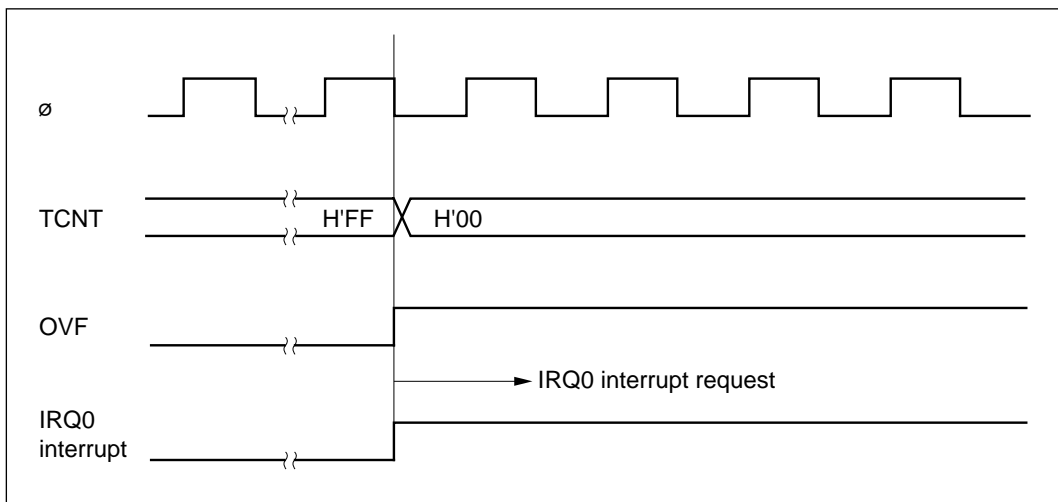 ø
TCNT
H'FF
H'00
OVF
IRQ0 interrupt request
IRQ0
interrupt